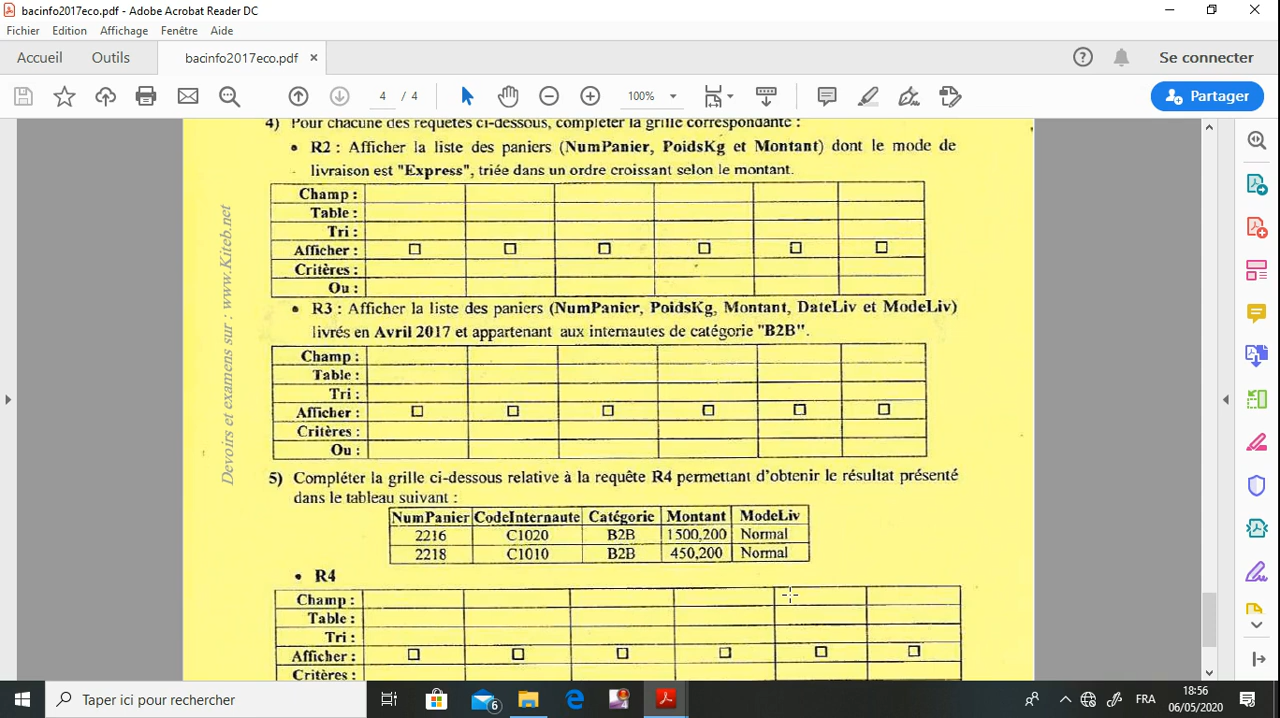 bacinfo2017eco.pdf - Adobe Acrobat Reader DC
Fichier Edition Affichage Fenêtre Aide
Accueil Outils bacinfo2017eco.pdf × Se connecter
4 / 4 100% Partager
4) Pour chacune des requêtes ci-dessous, compléter la grille correspondante :
• R2 : Afficher la liste des paniers (NumPanier, PoidsKg et Montant) dont le mode de
livraison est "Express", triée dans un ordre croissant selon le montant.
Champ :
Table :
Tri :
Afficher :
Critères :
Ou :
• R3 : Afficher la liste des paniers (NumPanier, PoidsKg, Montant, DateLiv et ModeLiv)
livrés en Avril 2017 et appartenant aux internautes de catégorie "B2B".
Champ :
Table :
Tri :
Afficher :
Critères :
Ou :
5) Compléter la grille ci-dessous relative à la requête R4 permettant d'obtenir le résultat présenté
dans le tableau suivant :
NumPanier CodeInternaute Catégorie Montant ModeLiv
2216 C1020 B2B 1500,200 Normal
2218 C1010 B2B 450,200 Normal
• R4
Champ :
Table :
Tri :
Afficher :
Critères :
Devoirs et examens sur : www.Kiteb.net
Taper ici pour rechercher 6 FRA 18:56
06/05/2020